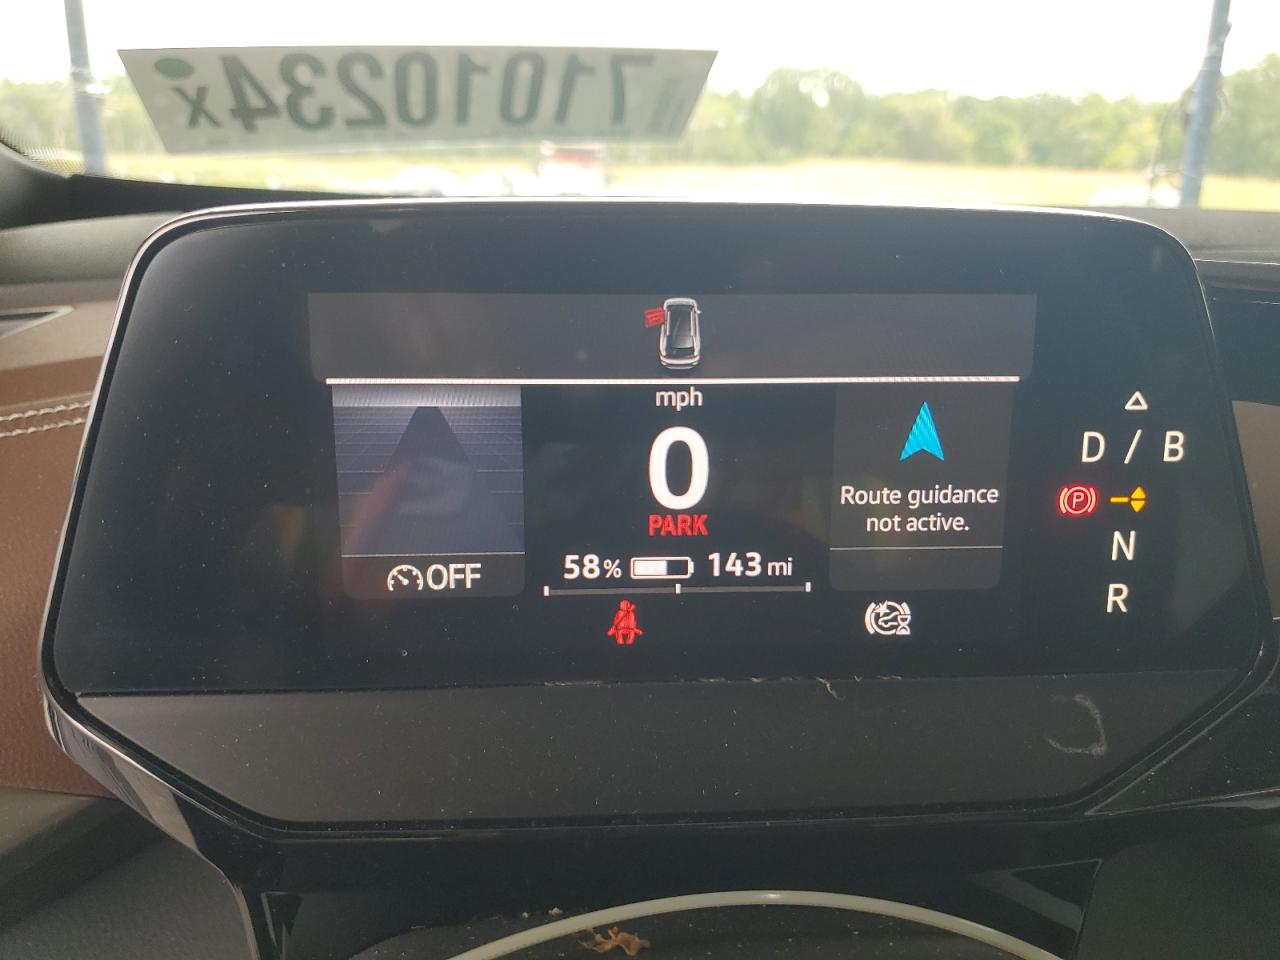 71010234X
mph
0
PARK
58% 143 mi
OFF
Route guidance
not active.
D / B
P
N
R